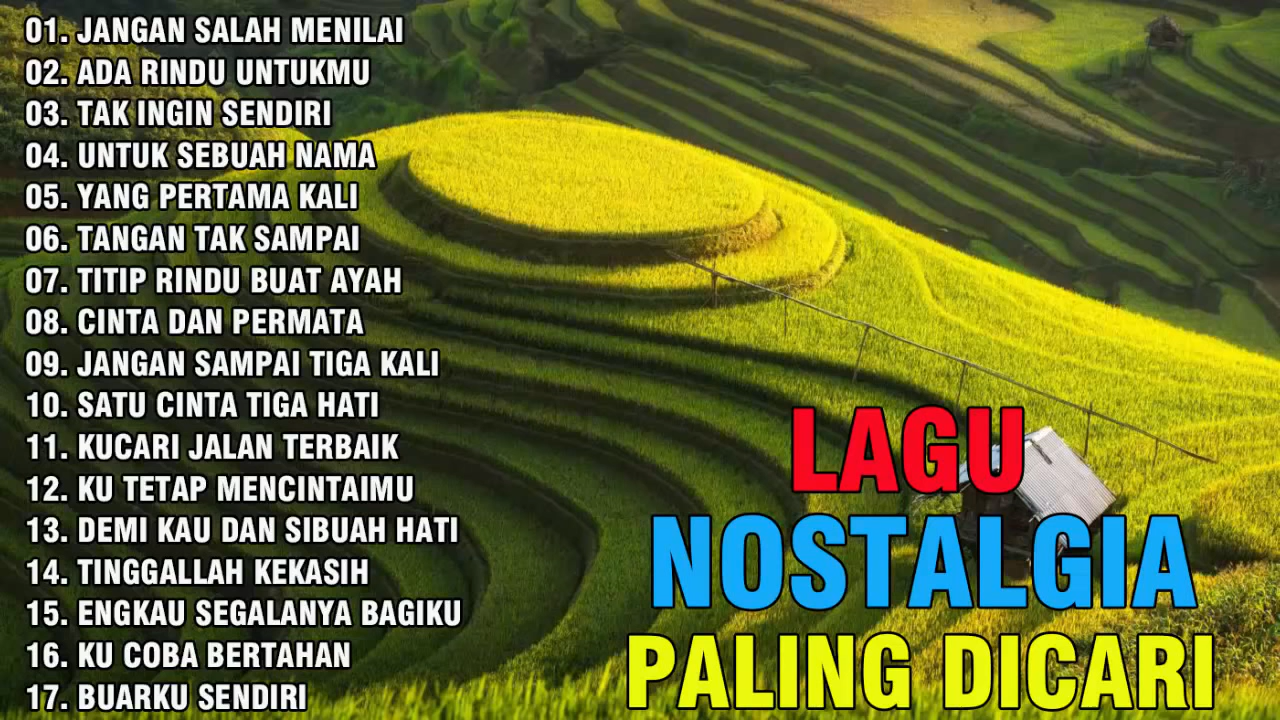 01. JANGAN SALAH MENILAI
02. ADA RINDU UNTUKMU
03. TAK INGIN SENDIRI
04. UNTUK SEBUAH NAMA
05. YANG PERTAMA KALI
06. TANGAN TAK SAMPAI
07. TITIP RINDU BUAT AYAH
08. CINTA DAN PERMATA
09. JANGAN SAMPAI TIGA KALI
10. SATU CINTA TIGA HATI
11. KUCARI JALAN TERBAIK
12. KU TETAP MENCINTAIMU
13. DEMI KAU DAN SIBUAH HATI
14. TINGGALLAH KEKASIH
15. ENGKAU SEGALANYA BAGIKU
16. KU COBA BERTAHAN
17. BUARKU SENDIRI
LAGU
NOSTALGIA
PALING DICARI